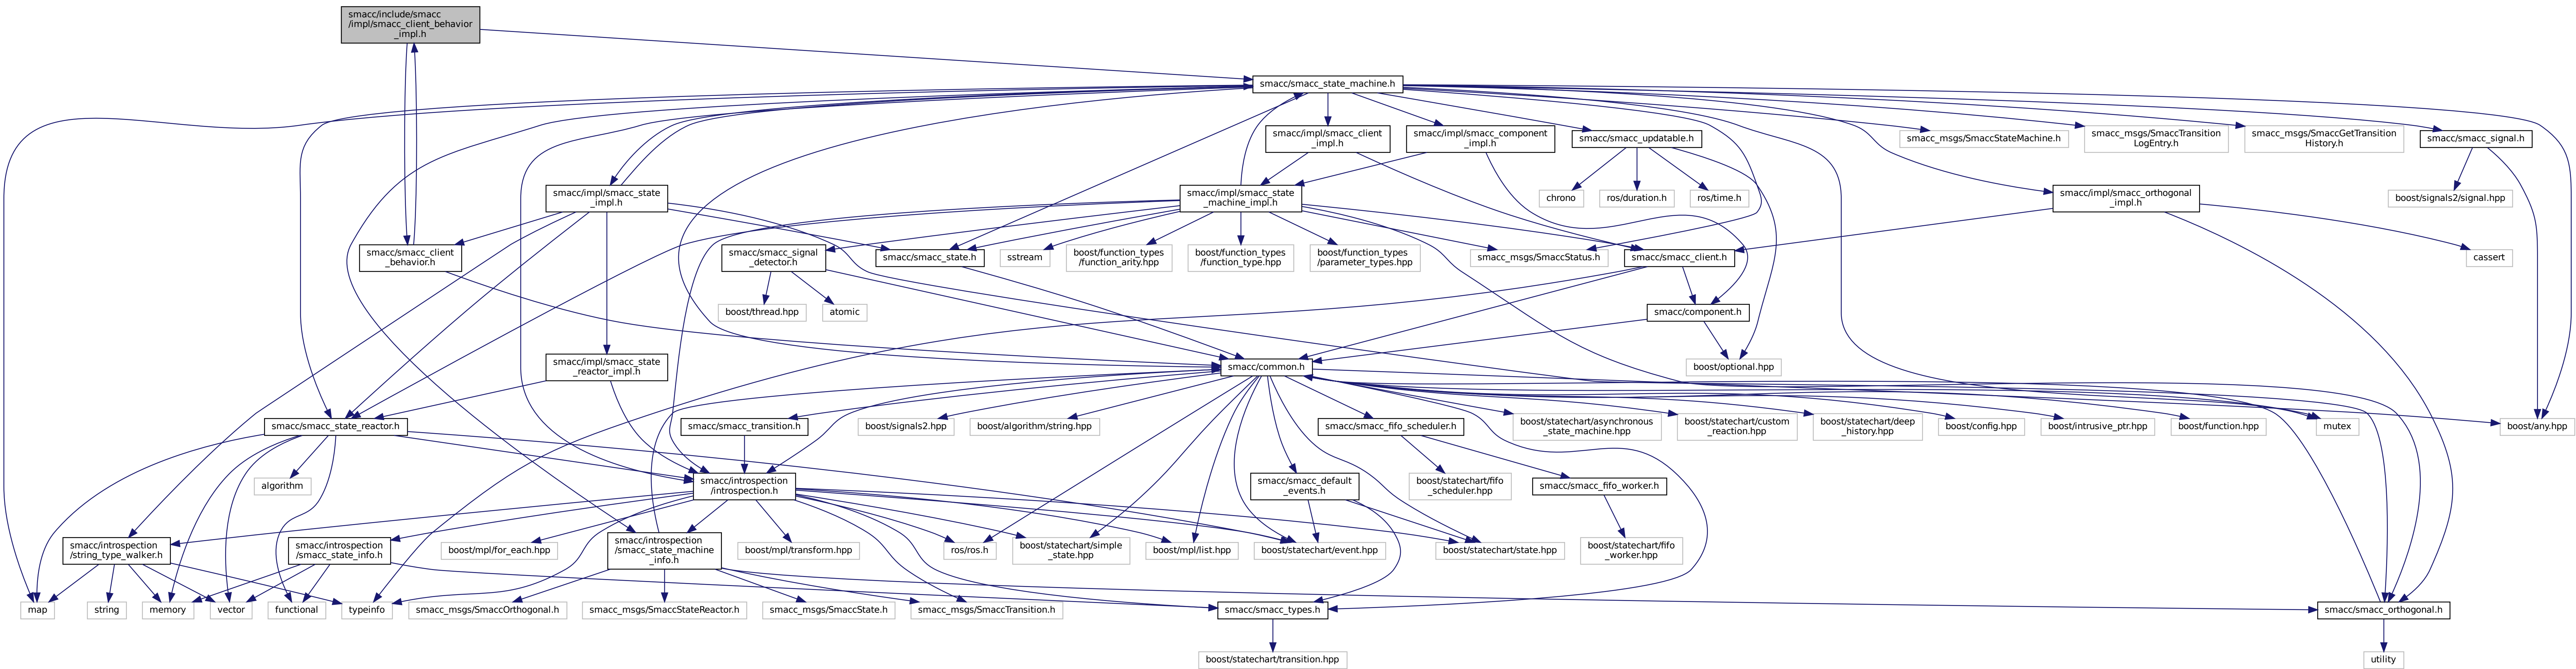 smacc/include/smacc
/impl/smacc_client_behavior
_impl.h
smacc/smacc_state_machine.h
smacc/impl/smacc_client
_impl.h
smacc/impl/smacc_component
_impl.h
smacc/smacc_updatable.h
smacc_msgs/SmaccStateMachine.h
smacc_msgs/SmaccTransition
LogEntry.h
smacc_msgs/SmaccGetTransition
History.h
smacc/smacc_signal.h
smacc/impl/smacc_state
_impl.h
smacc/impl/smacc_state
_machine_impl.h
chrono
ros/duration.h
ros/time.h
smacc/impl/smacc_orthogonal
_impl.h
boost/signals2/signal.hpp
smacc/smacc_client
_behavior.h
smacc/smacc_signal
_detector.h
smacc/smacc_state.h
sstream
boost/function_types
/function_arity.hpp
boost/function_types
/function_type.hpp
boost/function_types
/parameter_types.hpp
smacc_msgs/SmaccStatus.h
smacc/smacc_client.h
cassert
boost/thread.hpp
atomic
smacc/component.h
smacc/impl/smacc_state
_reactor_impl.h
smacc/common.h
boost/optional.hpp
smacc/smacc_state_reactor.h
smacc/smacc_transition.h
boost/signals2.hpp
boost/algorithm/string.hpp
smacc/smacc_fifo_scheduler.h
boost/statechart/asynchronous
_state_machine.hpp
boost/statechart/custom
_reaction.hpp
boost/statechart/deep
_history.hpp
boost/config.hpp
boost/intrusive_ptr.hpp
boost/function.hpp
mutex
boost/any.hpp
algorithm
smacc/introspection
/introspection.h
smacc/smacc_default
_events.h
boost/statechart/fifo
_scheduler.hpp
smacc/smacc_fifo_worker.h
smacc/introspection
/string_type_walker.h
smacc/introspection
/smacc_state_info.h
boost/mpl/for_each.hpp
smacc/introspection
/smacc_state_machine
_info.h
boost/mpl/transform.hpp
ros/ros.h
boost/statechart/simple
_state.hpp
boost/mpl/list.hpp
boost/statechart/event.hpp
boost/statechart/state.hpp
boost/statechart/fifo
_worker.hpp
map
string
memory
vector
functional
typeinfo
smacc_msgs/SmaccOrthogonal.h
smacc_msgs/SmaccStateReactor.h
smacc_msgs/SmaccState.h
smacc_msgs/SmaccTransition.h
smacc/smacc_types.h
smacc/smacc_orthogonal.h
boost/statechart/transition.hpp
utility